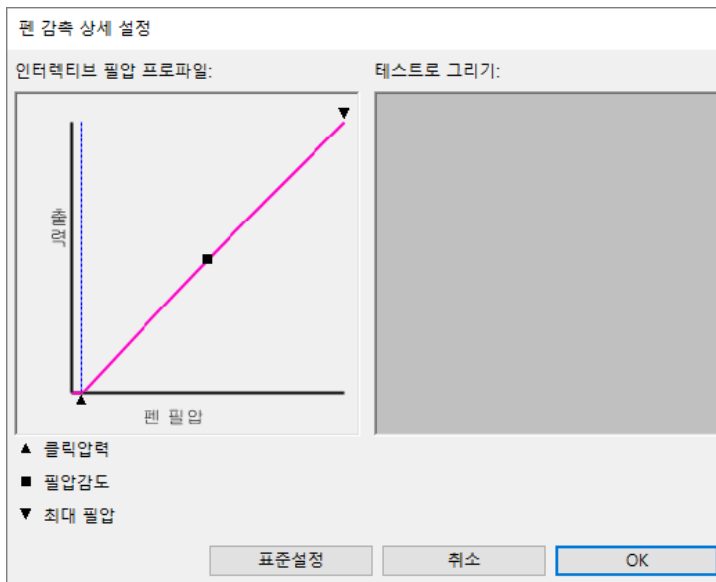 펜 감촉 상세 설정
인터렉티브 필압 프로파일:
테스트로 그리기:
출력
펜 필압
▲ 클릭압력
■ 필압감도
▼ 최대 필압
표준설정
취소
OK